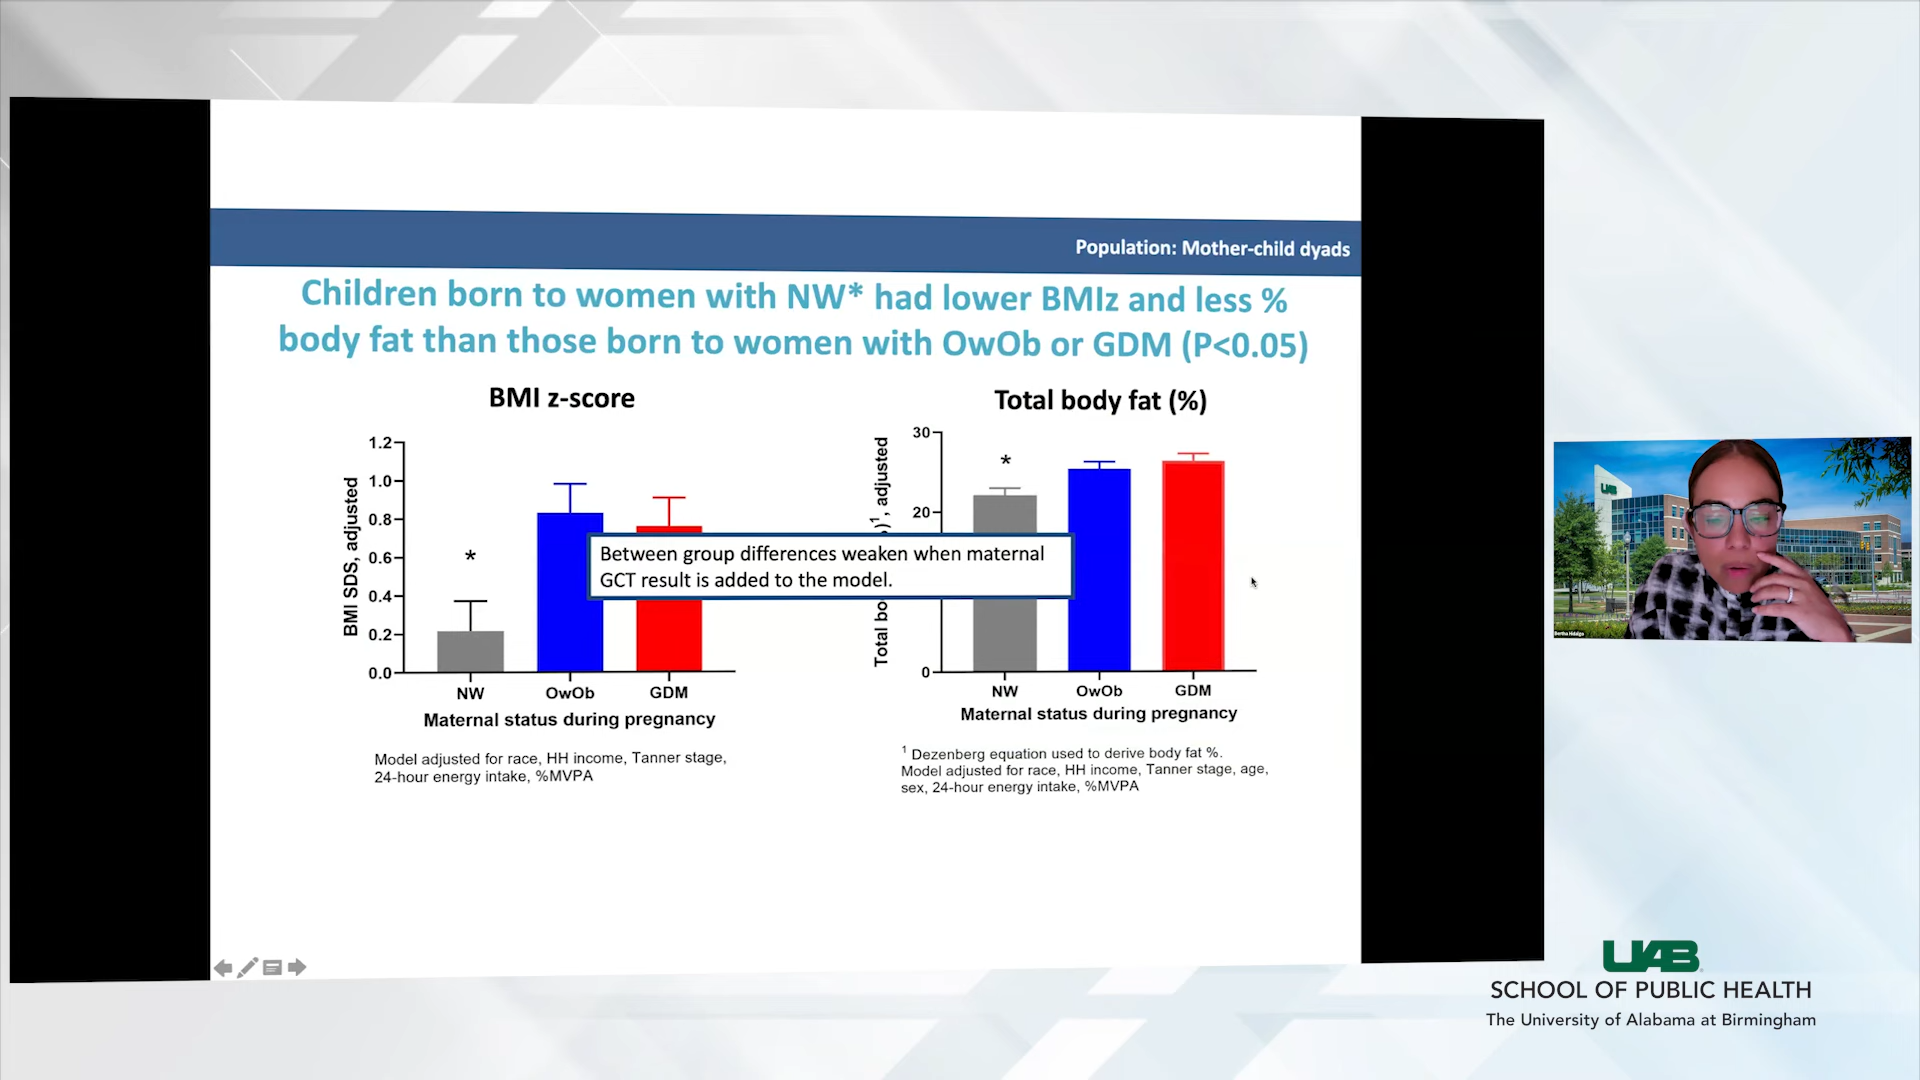 Population: Mother-child dyads
Children born to women with NW* had lower BMIz and less %
body fat than those born to women with OwOb or GDM (P<0.05)
BMI z-score
BMI SDS, adjusted
1.2
1.0
0.8
0.6
0.4
0.2
0.0
*
NW
OwOb
GDM
Maternal status during pregnancy
Model adjusted for race, HH income, Tanner stage,
24-hour energy intake, %MVPA
Between group differences weaken when maternal
GCT result is added to the model.
Total body fat (%)
Total bo )¹, adjusted
30
20
0
*
NW
OwOb
GDM
Maternal status during pregnancy
¹ Dezenberg equation used to derive body fat %.
Model adjusted for race, HH income, Tanner stage, age,
sex, 24-hour energy intake, %MVPA
UAB
Bertha Hidalgo
UAB
SCHOOL OF PUBLIC HEALTH
The University of Alabama at Birmingham